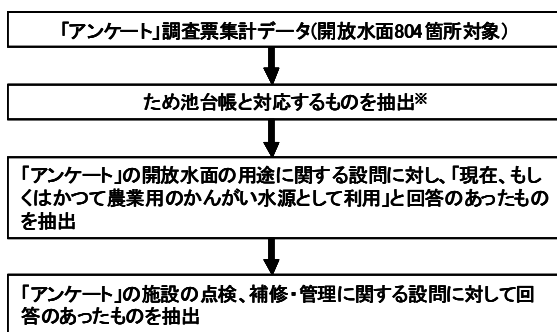 「アンケート」調査票集計データ(開放水面804箇所対象)
ため池台帳と対応するものを抽出※
「アンケート」の開放水面の用途に関する設問に対し、「現在、もし
くはかつて農業用のかんがい水源として利用」と回答のあったもの
を抽出
「アンケート」の施設の点検、補修・管理に関する設問に対して回
答のあったものを抽出